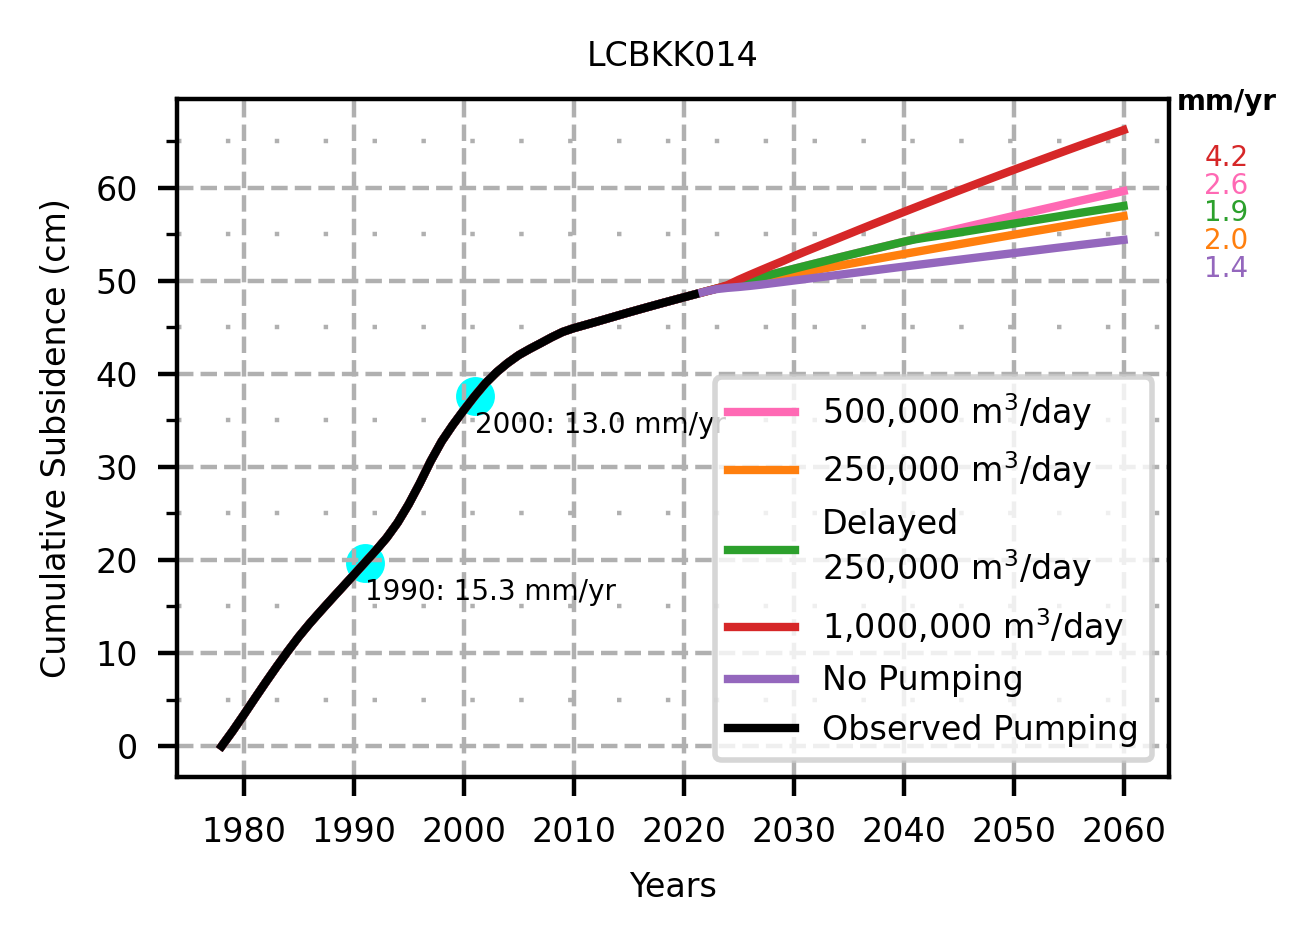 LCBKK014
mm/yr
4.2
2.6
1.9
2.0
1.4
Cumulative Subsidence (cm)
60
50
40
30
20
10
0
2000: 13.0 mm/yr
1990: 15.3 mm/yr
500,000 m³/day
250,000 m³/day
Delayed
250,000 m³/day
1,000,000 m³/day
No Pumping
Observed Pumping
1980 1990 2000 2010 2020 2030 2040 2050 2060
Years